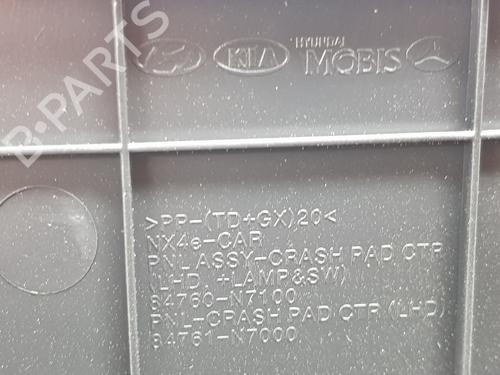 B-PARTS
KIA
HYUNDAI
MOBIS
>PP-(TD+GX)20<
NX4e-CAR
PNL ASSY-CRASH PAD CTR
(LHD. +LAMP&SW)
84760-N7100
PNL-CRASH PAD CTR (LHD)
84761-N7000